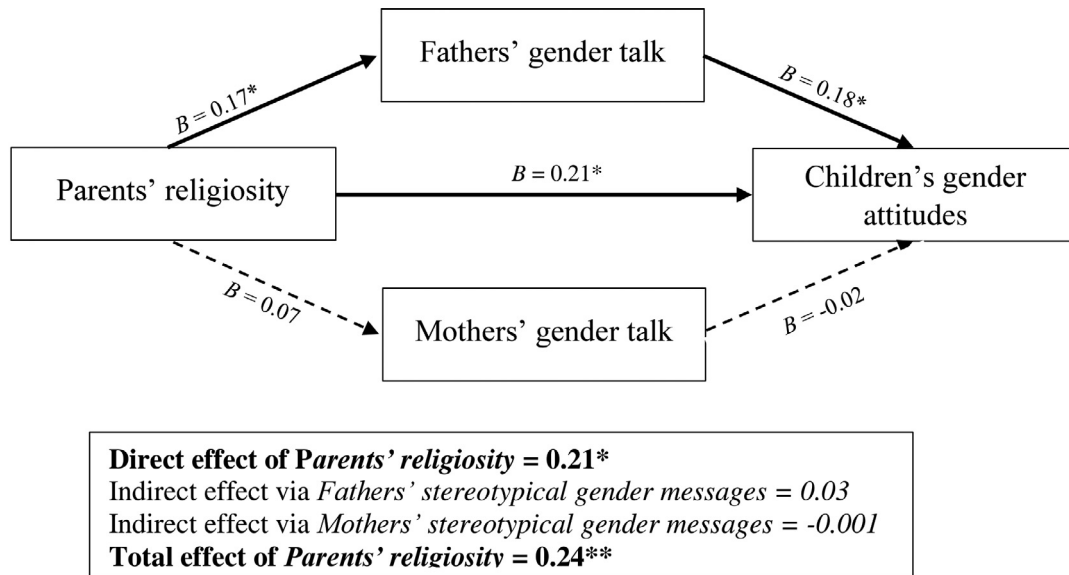 Fathers’ gender talk
B = 0.17*
B = 0.18*
Parents’ religiosity
B = 0.21*
Children’s gender
attitudes
B = 0.07
B = -0.02
Mothers’ gender talk
Direct effect of Parents’ religiosity = 0.21*
Indirect effect via Fathers’ stereotypical gender messages = 0.03
Indirect effect via Mothers’ stereotypical gender messages = -0.001
Total effect of Parents’ religiosity = 0.24**